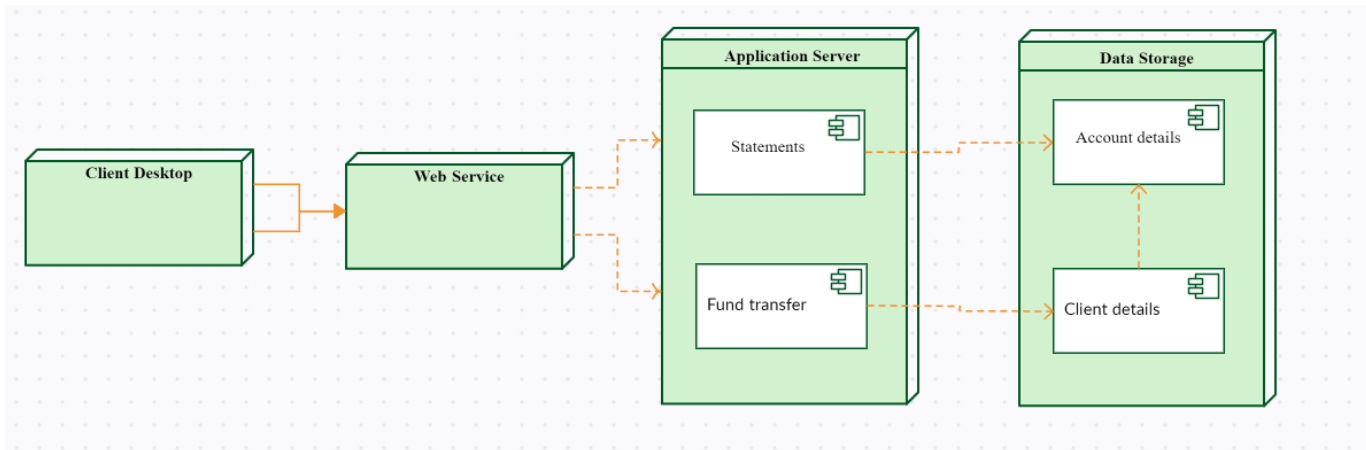 Client Desktop
Web Service
Application Server
Statements
Fund transfer
Data Storage
Account details
Client details